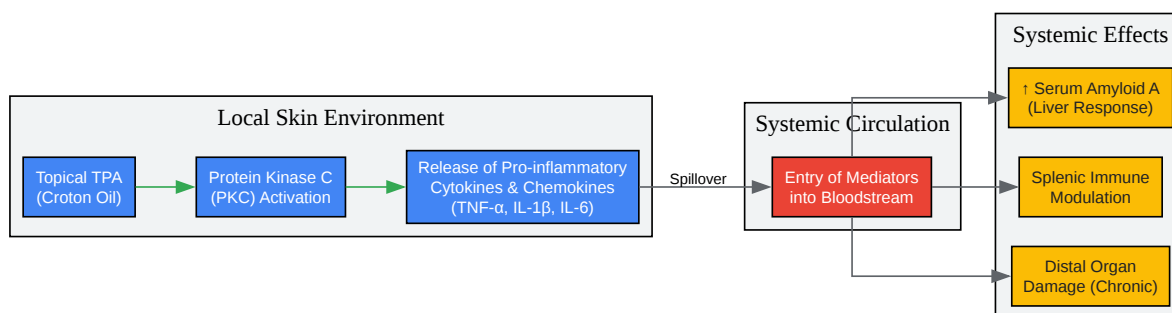 Local Skin Environment
Topical TPA
(Croton Oil)
Protein Kinase C
(PKC) Activation
Release of Pro-inflammatory
Cytokines & Chemokines
(TNF-α, IL-1β, IL-6)
Spillover
Systemic Circulation
Entry of Mediators
into Bloodstream
Systemic Effects
↑ Serum Amyloid A
(Liver Response)
Splenic Immune
Modulation
Distal Organ
Damage (Chronic)